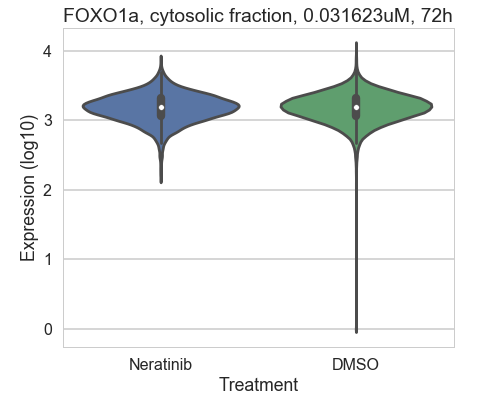 FOXO1a, cytosolic fraction, 0.031623uM, 72h
Expression (log10)
4
3
2
1
0
Neratinib DMSO
Treatment